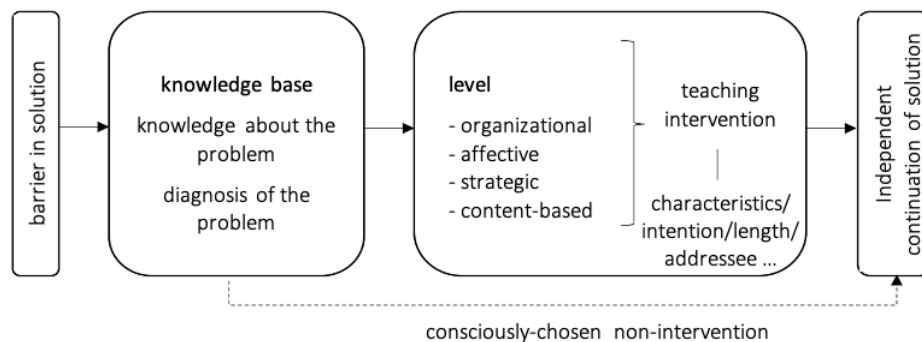 barrier in solution
knowledge base
knowledge about the
problem
diagnosis of the
problem
level
- organizational
- affective
- strategic
- content-based
teaching
intervention
characteristics/
intention/length/
addressee ...
Independent
continuation of solution
consciously-chosen non-intervention